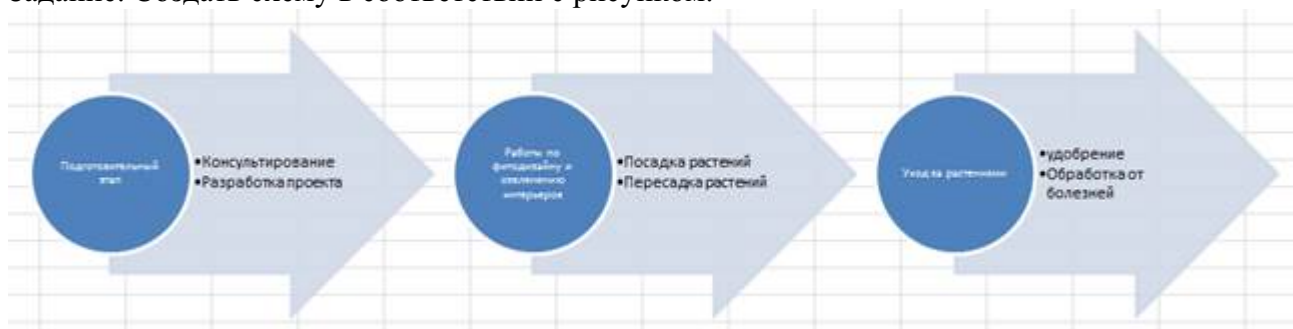 Задание: Создать схему в соответствии с рисунком.
Подготовительный
этап
•Консультирование
•Разработка проекта
Работы по
фитодизайну и
озеленению
интерьеров
•Посадка растений
•Пересадка растений
Уход за растениями
•удобрение
•Обработка от
болезней